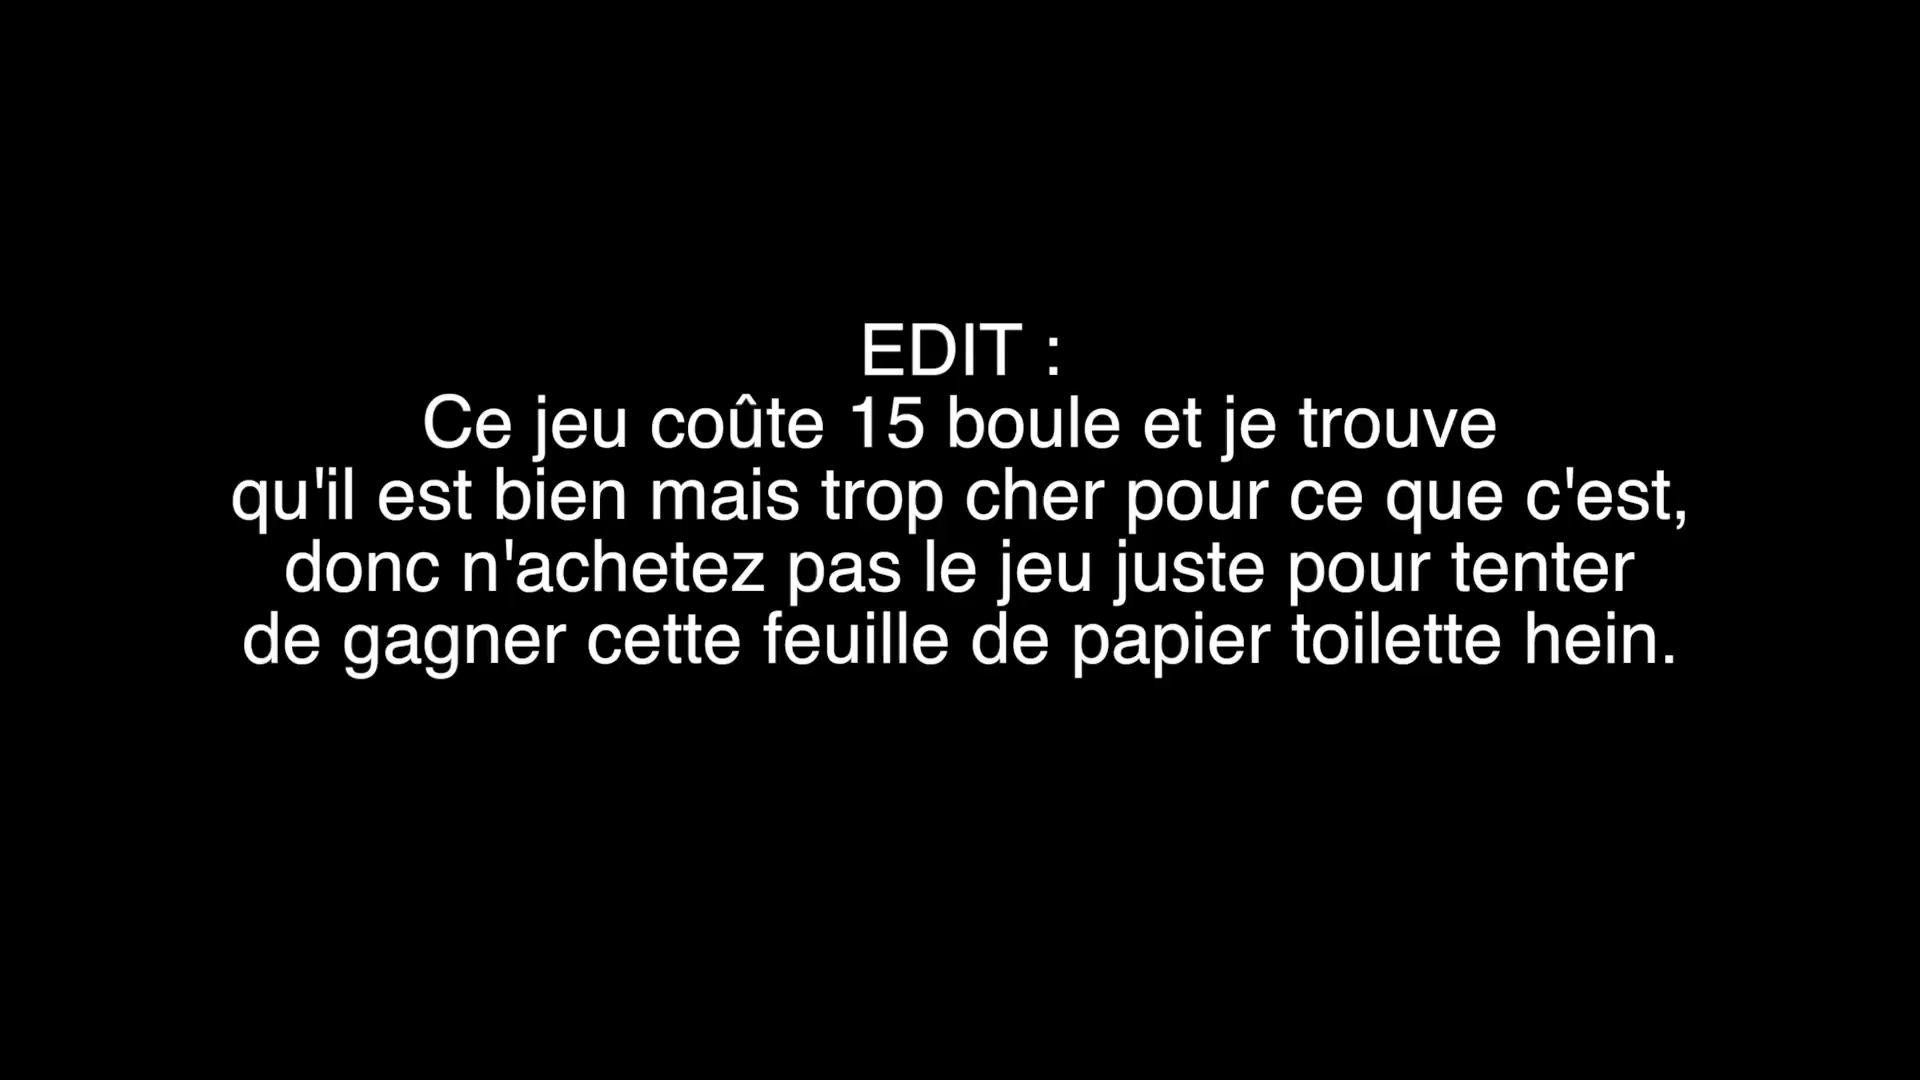 EDIT :
Ce jeu coûte 15 boule et je trouve
qu'il est bien mais trop cher pour ce que c'est,
donc n'achetez pas le jeu juste pour tenter
de gagner cette feuille de papier toilette hein.